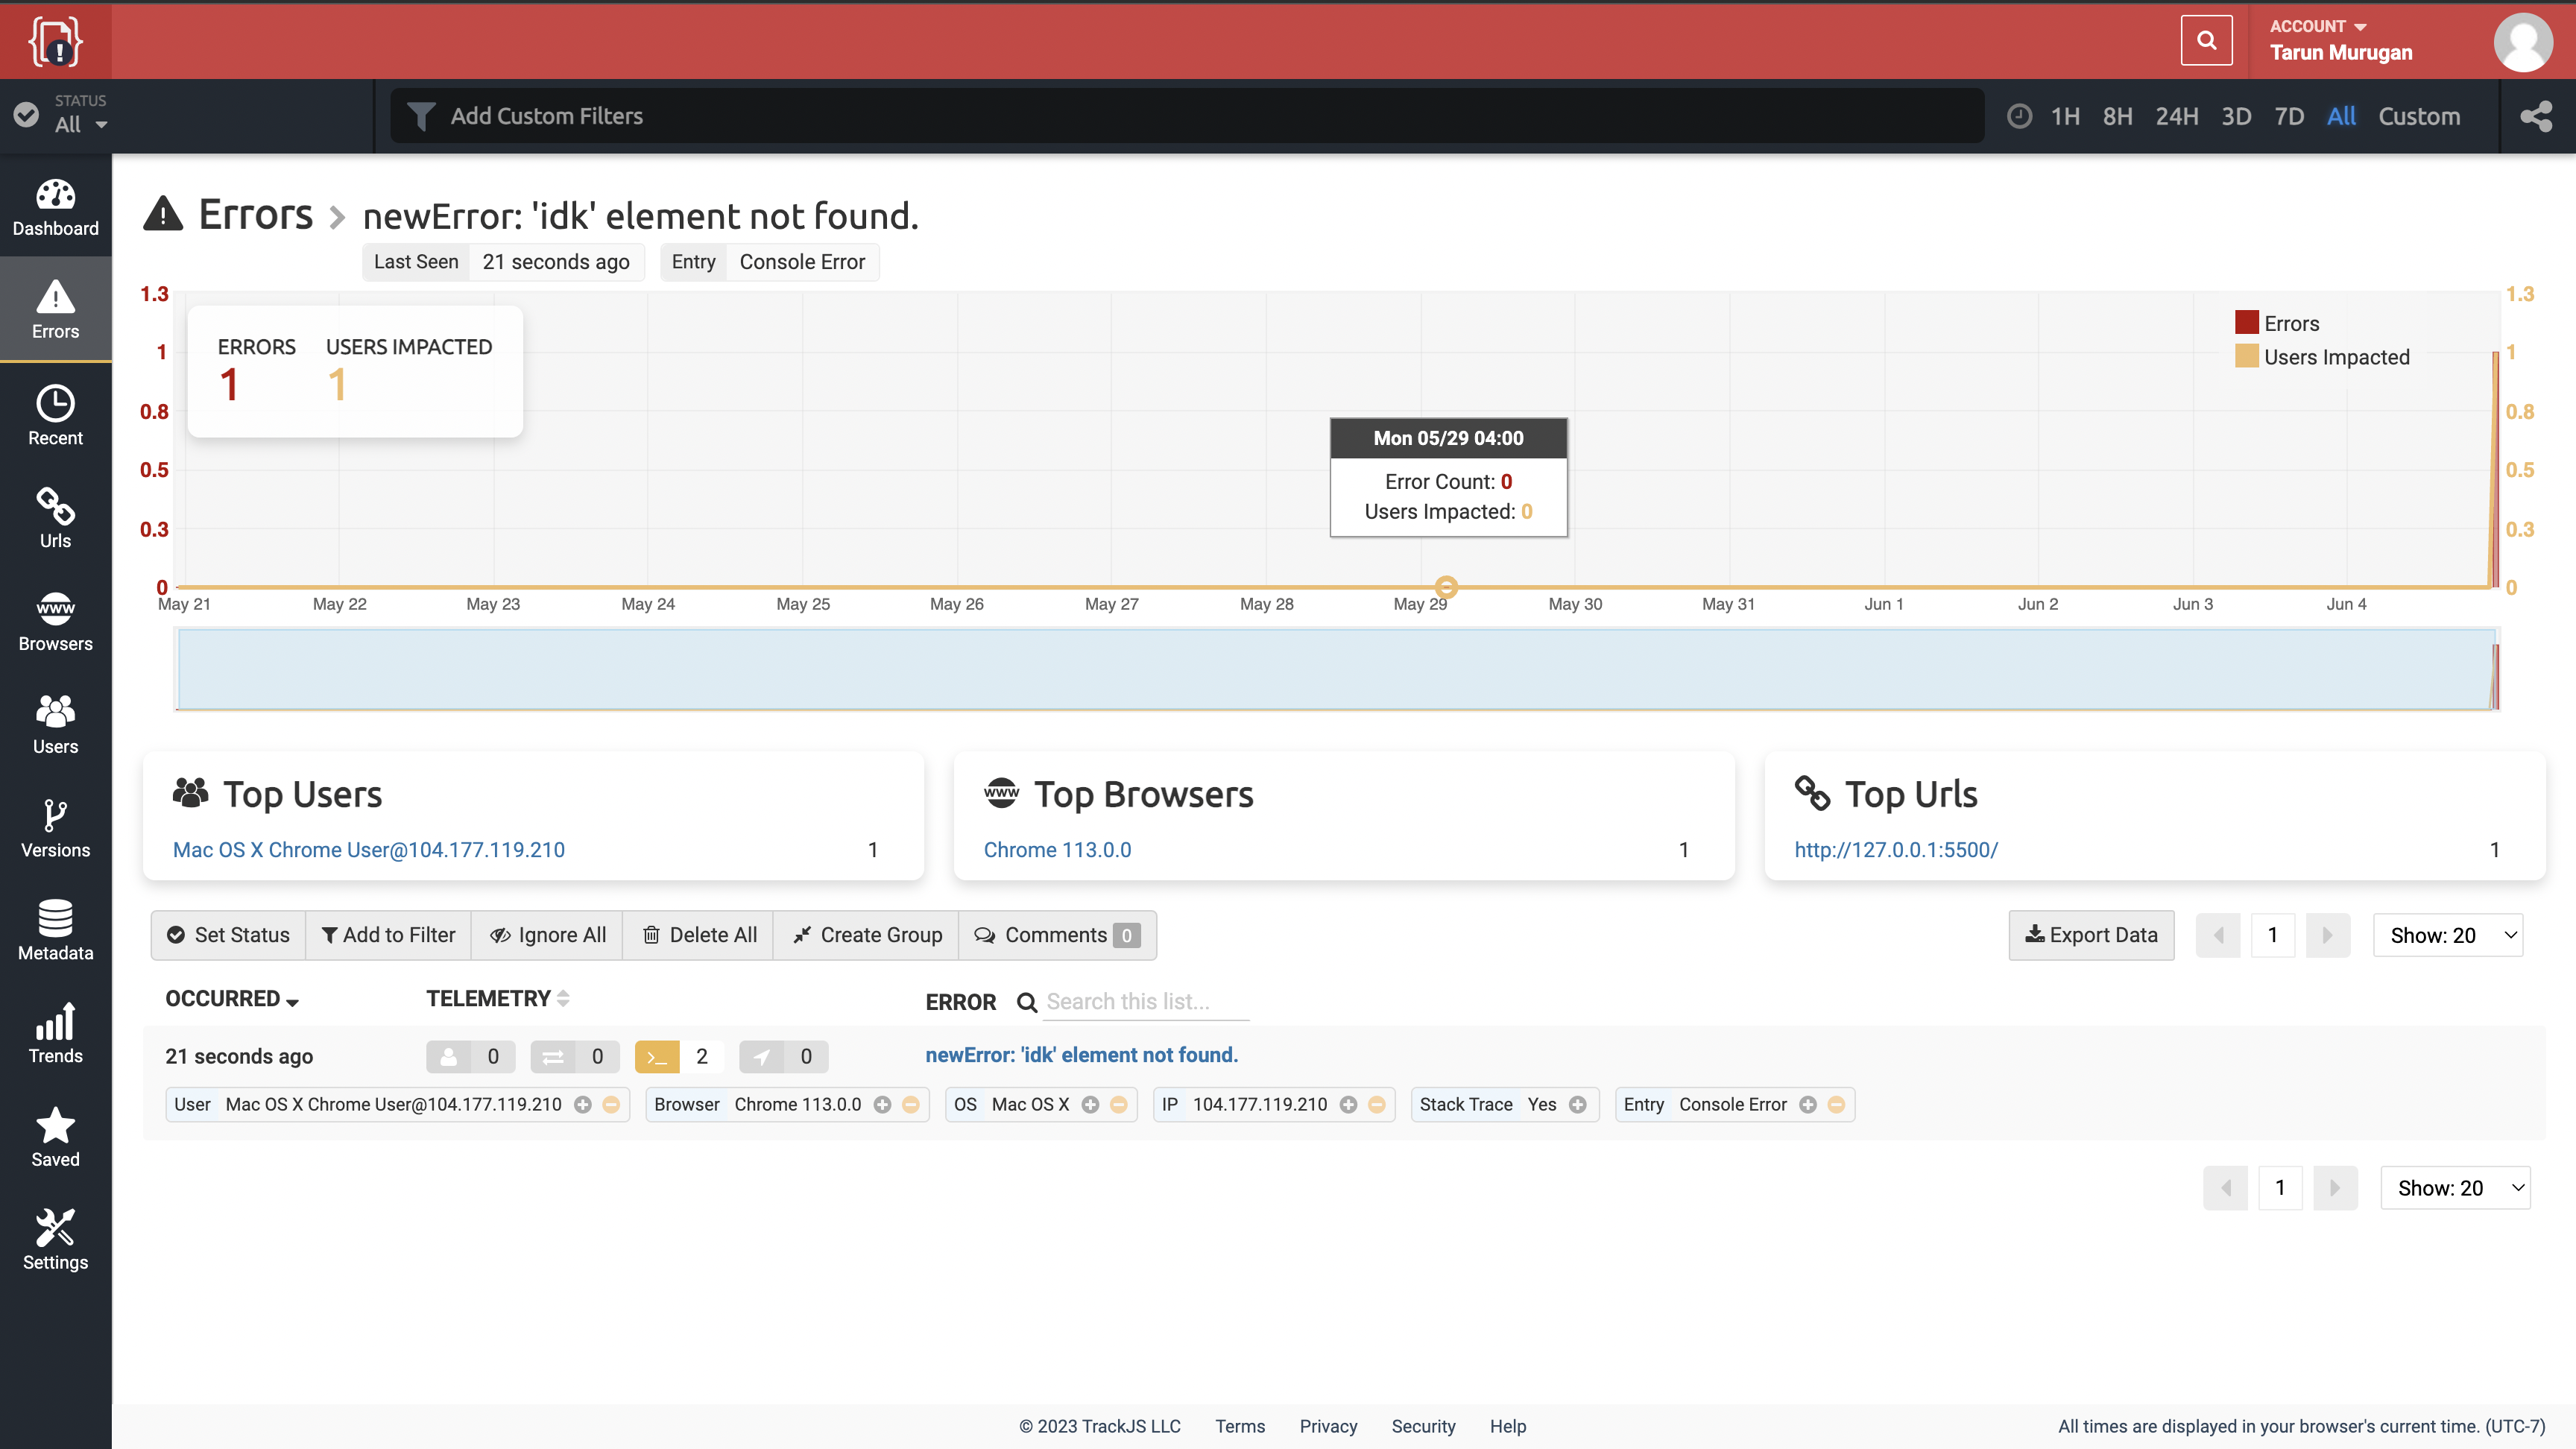 ACCOUNT
Tarun Murugan
STATUS
All
Add Custom Filters
1H 8H 24H 3D 7D All Custom
Dashboard
Errors
Recent
Urls
Browsers
Users
Versions
Metadata
Trends
Saved
Settings
Errors newError: 'idk' element not found.
Last Seen 21 seconds ago Entry Console Error
1.3
1
0.8
0.5
0.3
0
ERRORS USERS IMPACTED
1 1
Mon 05/29 04:00
Error Count: 0
Users Impacted: 0
Errors
Users Impacted
1.3
1
0.8
0.5
0.3
0
May 21 May 22 May 23 May 24 May 25 May 26 May 27 May 28 May 29 May 30 May 31 Jun 1 Jun 2 Jun 3 Jun 4
Top Users
Mac OS X Chrome User@104.177.119.210 1
www Top Browsers
Chrome 113.0.0 1
Top Urls
http://127.0.0.1:5500/ 1
Set Status Add to Filter Ignore All Delete All Create Group Comments 0
Export Data 1 Show: 20
OCCURRED TELEMETRY ERROR Search this list...
21 seconds ago 0 0 2 0 newError: 'idk' element not found.
User Mac OS X Chrome User@104.177.119.210 Browser Chrome 113.0.0 OS Mac OS X IP 104.177.119.210 Stack Trace Yes Entry Console Error
1 Show: 20
© 2023 TrackJS LLC Terms Privacy Security Help
All times are displayed in your browser's current time. (UTC-7)